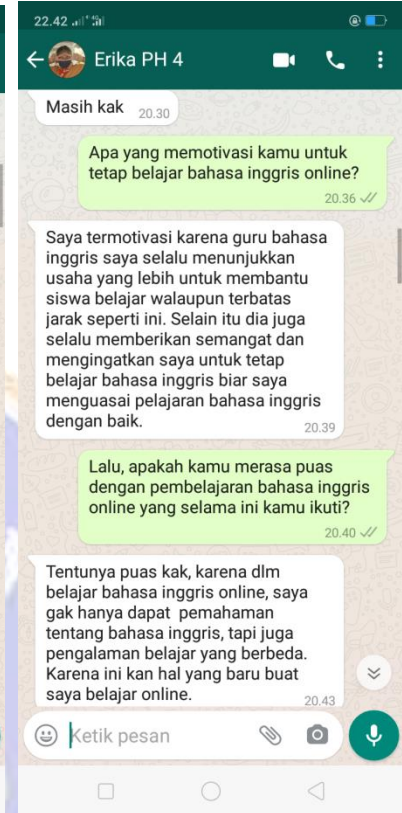 22.42
Erika PH 4
Masih kak 20.30
Apa yang memotivasi kamu untuk
tetap belajar bahasa inggris online?
20.36
Saya termotivasi karena guru bahasa
inggris saya selalu menunjukkan
usaha yang lebih untuk membantu
siswa belajar walaupun terbatas
jarak seperti ini. Selain itu dia juga
selalu memberikan semangat dan
mengingatkan saya untuk tetap
belajar bahasa inggris biar saya
menguasai pelajaran bahasa inggris
dengan baik. 20.39
Lalu, apakah kamu merasa puas
dengan pembelajaran bahasa inggris
online yang selama ini kamu ikuti?
20.40
Tentunya puas kak, karena dlm
belajar bahasa inggris online, saya
gak hanya dapat pemahaman
tentang bahasa inggris, tapi juga
pengalaman belajar yang berbeda.
Karena ini kan hal yang baru buat
saya belajar online. 20.43
Ketik pesan